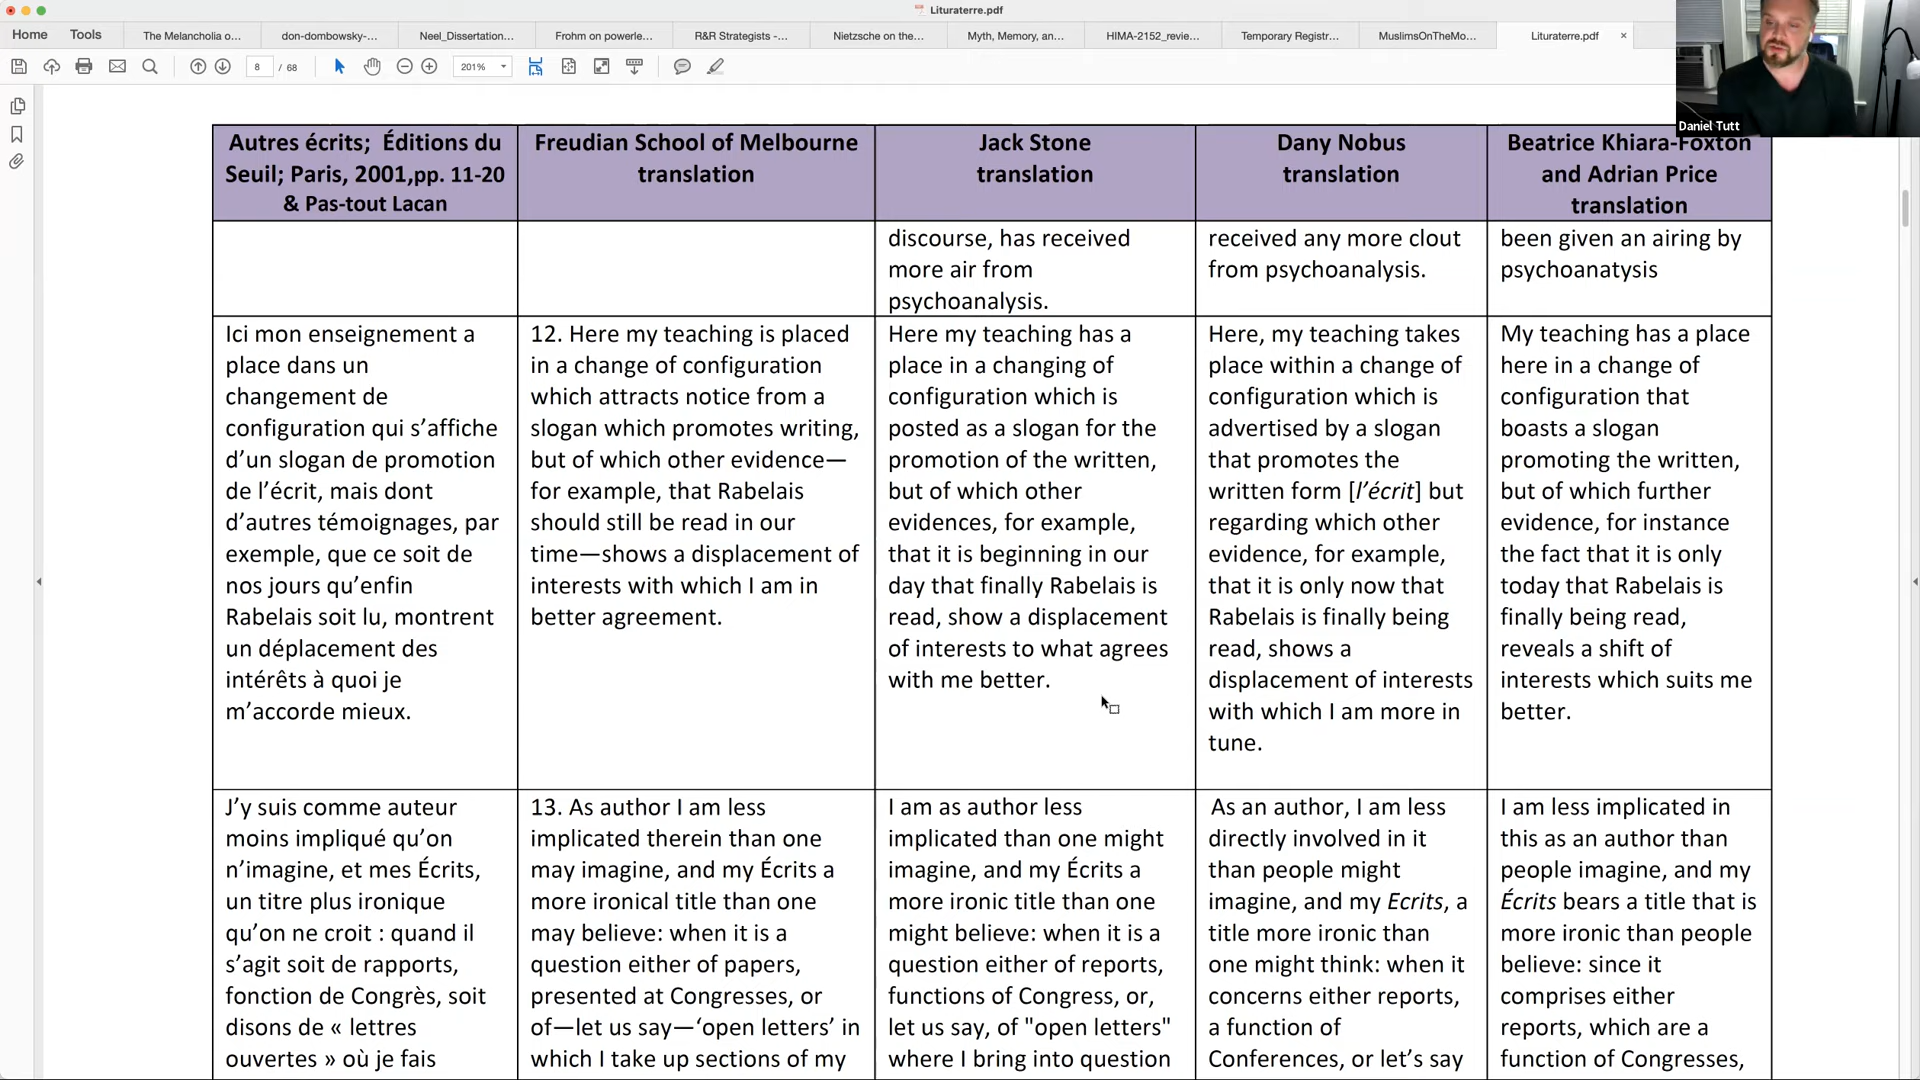 Lituraterre.pdf
Home
Tools
The Melancholia o...
don-dombowsky-...
Neel_Dissertation...
Frohm on powerle...
R&R Strategists -...
Nietzsche on the...
Myth, Memory, an...
HIMA-2152_revie...
Temporary Registr...
MuslimsOnTheMo...
Lituraterre.pdf
8 / 68
201%
Daniel Tutt
Autres écrits; Éditions du
Seuil; Paris, 2001,pp. 11-20
& Pas-tout Lacan
Freudian School of Melbourne
translation
Jack Stone
translation
Dany Nobus
translation
Beatrice Khiara-Foxton
and Adrian Price
translation
discourse, has received
more air from
psychoanalysis.
received any more clout
from psychoanalysis.
been given an airing by
psychoanatysis
Ici mon enseignement a
place dans un
changement de
configuration qui s’affiche
d’un slogan de promotion
de l’écrit, mais dont
d’autres témoignages, par
exemple, que ce soit de
nos jours qu’enfin
Rabelais soit lu, montrent
un déplacement des
intérêts à quoi je
m’accorde mieux.
12. Here my teaching is placed
in a change of configuration
which attracts notice from a
slogan which promotes writing,
but of which other evidence—
for example, that Rabelais
should still be read in our
time—shows a displacement of
interests with which I am in
better agreement.
Here my teaching has a
place in a changing of
configuration which is
posted as a slogan for the
promotion of the written,
but of which other
evidences, for example,
that it is beginning in our
day that finally Rabelais is
read, show a displacement
of interests to what agrees
with me better.
Here, my teaching takes
place within a change of
configuration which is
advertised by a slogan
that promotes the
written form [l’écrit] but
regarding which other
evidence, for example,
that it is only now that
Rabelais is finally being
read, shows a
displacement of interests
with which I am more in
tune.
My teaching has a place
here in a change of
configuration that
boasts a slogan
promoting the written,
but of which further
evidence, for instance
the fact that it is only
today that Rabelais is
finally being read,
reveals a shift of
interests which suits me
better.
J’y suis comme auteur
moins impliqué qu’on
n’imagine, et mes Écrits,
un titre plus ironique
qu’on ne croit : quand il
s’agit soit de rapports,
fonction de Congrès, soit
disons de « lettres
ouvertes » où je fais
13. As author I am less
implicated therein than one
may imagine, and my Écrits a
more ironical title than one
may believe: when it is a
question either of papers,
presented at Congresses, or
of—let us say—‘open letters’ in
which I take up sections of my
I am as author less
implicated than one might
imagine, and my Écrits a
more ironic title than one
might believe: when it is a
question either of reports,
functions of Congress, or,
let us say, of "open letters"
where I bring into question
As an author, I am less
directly involved in it
than people might
imagine, and my Ecrits, a
title more ironic than
one might think: when it
concerns either reports,
a function of
Conferences, or let’s say
I am less implicated in
this as an author than
people imagine, and my
Écrits bears a title that is
more ironic than people
believe: since it
comprises either
reports, which are a
function of Congresses,